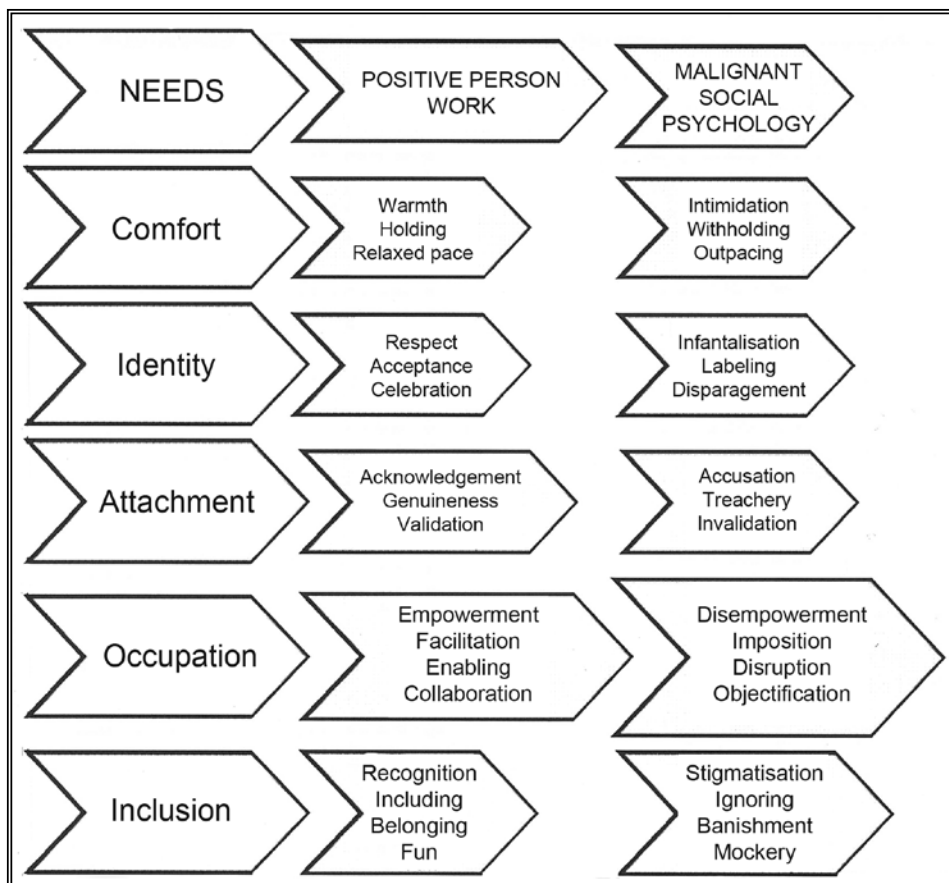 NEEDS
POSITIVE PERSON
WORK
MALIGNANT
SOCIAL
PSYCHOLOGY
Comfort
Warmth
Holding
Relaxed pace
Intimidation
Withholding
Outpacing
Identity
Respect
Acceptance
Celebration
Infantalisation
Labeling
Disparagement
Attachment
Acknowledgement
Genuineness
Validation
Accusation
Treachery
Invalidation
Occupation
Empowerment
Facilitation
Enabling
Collaboration
Disempowerment
Imposition
Disruption
Objectification
Inclusion
Recognition
Including
Belonging
Fun
Stigmatisation
Ignoring
Banishment
Mockery